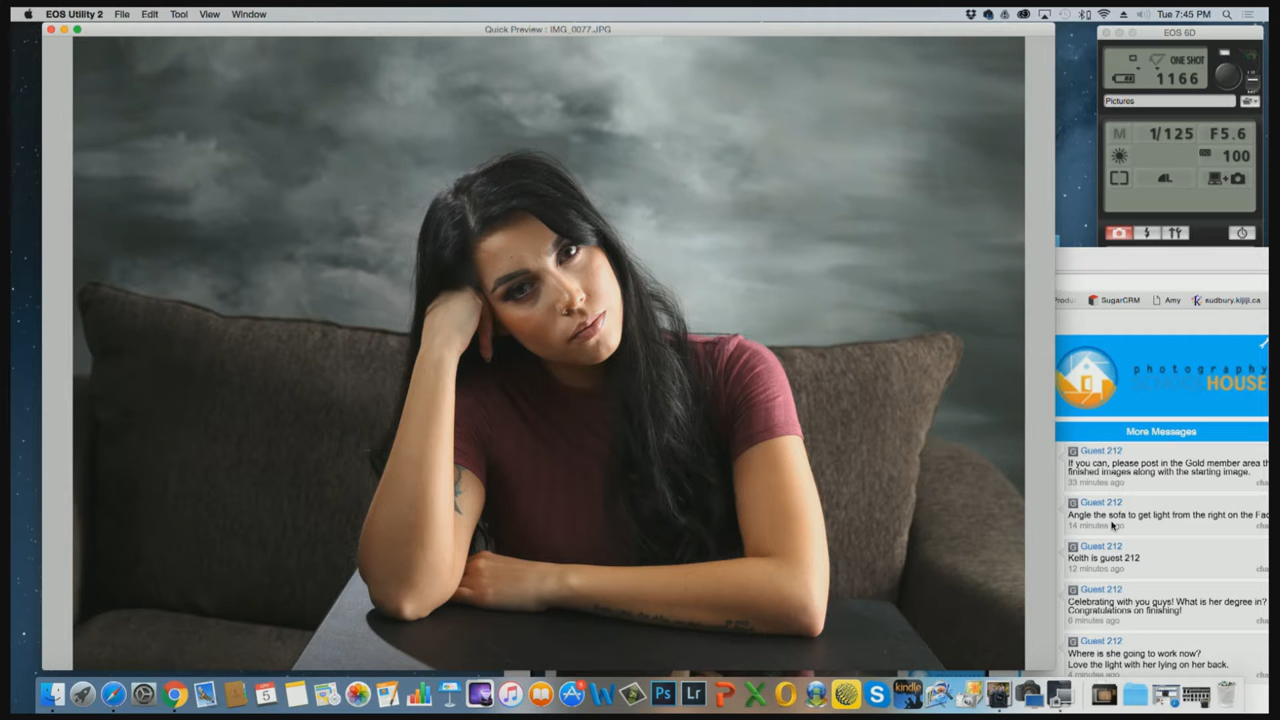 EOS Utility 2 File Edit Tool View Window
Tue 7:45 PM
Quick Preview : IMG_0077.JPG
EOS 6D
ONE SHOT
1166
Pictures
M 1/125 F5.6
100
L
SugarCRM Amy sudbury.kijiji.ca
photography
HOUSE
More Messages
Guest 212
If you can, please post in the Gold member area
finished images along with the starting image.
33 minutes ago
Guest 212
Angle the sofa to get light from the right on the
14 minutes ago
Guest 212
Keith is guest 212
12 minutes ago
Guest 212
Celebrating with you guys! What is her degree in?
Congratulations on finishing!
6 minutes ago
Guest 212
Where is she going to work now?
Love the light with her lying on her back.
4 minutes ago
5
W Ps Lr P X O S kindle